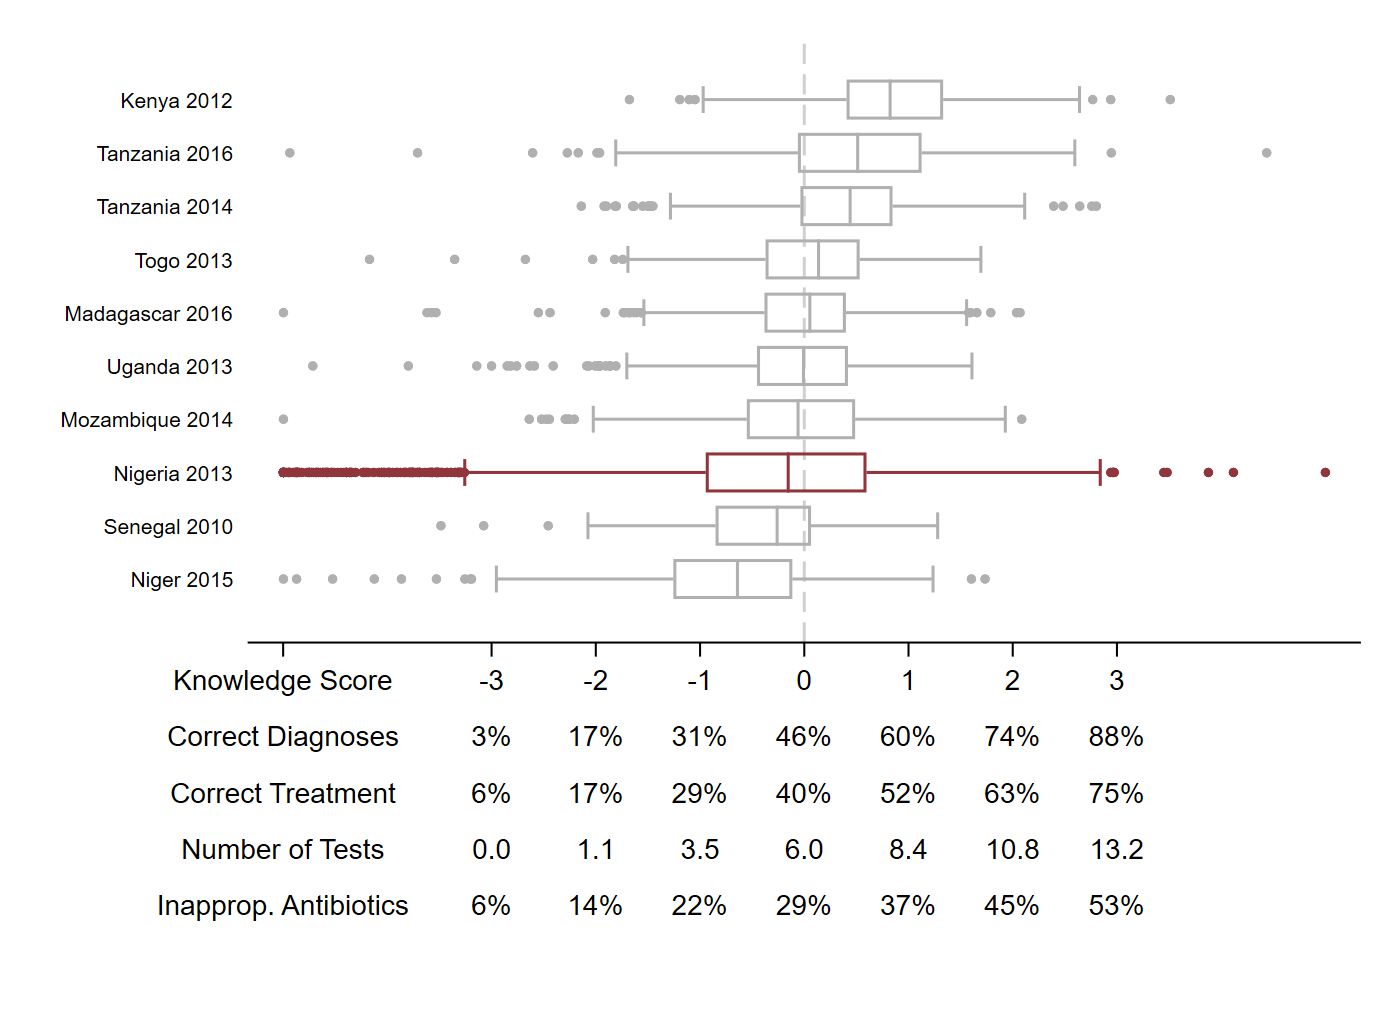 Kenya 2012
Tanzania 2016
Tanzania 2014
Togo 2013
Madagascar 2016
Uganda 2013
Mozambique 2014
Nigeria 2013
Senegal 2010
Niger 2015
Knowledge Score -3 -2 -1 0 1 2 3
Correct Diagnoses 3% 17% 31% 46% 60% 74% 88%
Correct Treatment 6% 17% 29% 40% 52% 63% 75%
Number of Tests 0.0 1.1 3.5 6.0 8.4 10.8 13.2
Inapprop. Antibiotics 6% 14% 22% 29% 37% 45% 53%